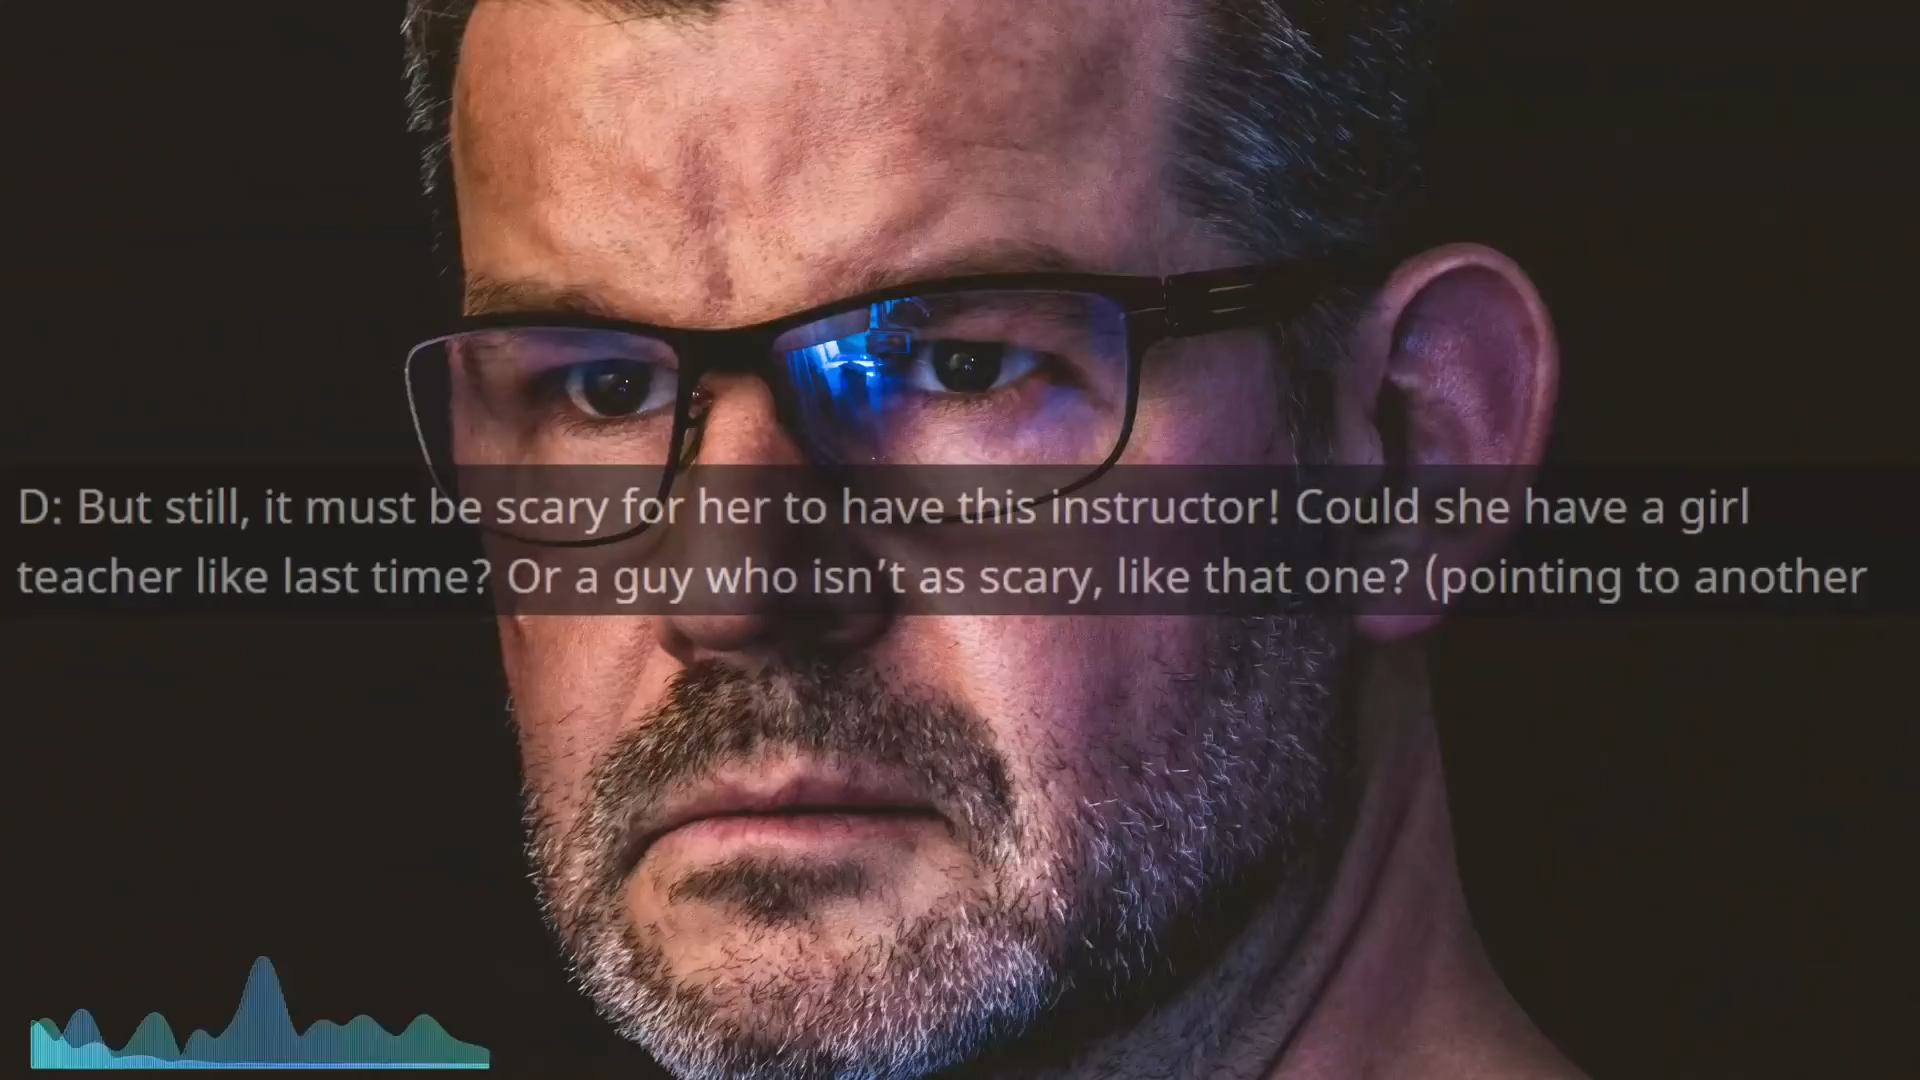 D: But still, it must be scary for her to have this instructor! Could she have a girl
teacher like last time? Or a guy who isn’t as scary, like that one? (pointing to another